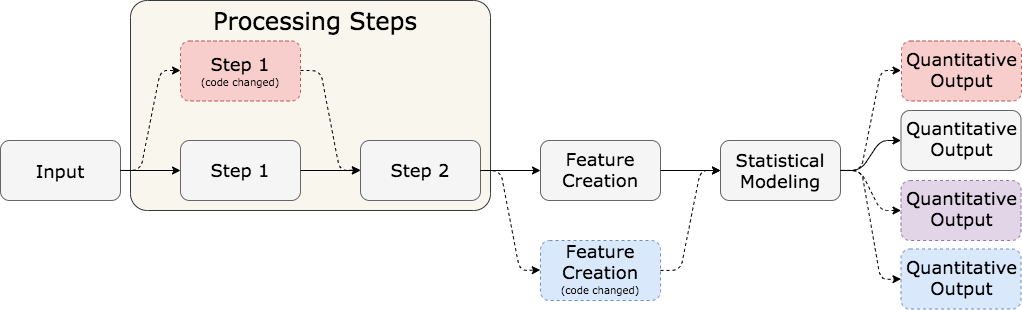 Processing Steps
Step 1
(code changed)
Input
Step 1
Step 2
Feature
Creation
Feature
Creation
(code changed)
Statistical
Modeling
Quantitative
Output
Quantitative
Output
Quantitative
Output
Quantitative
Output